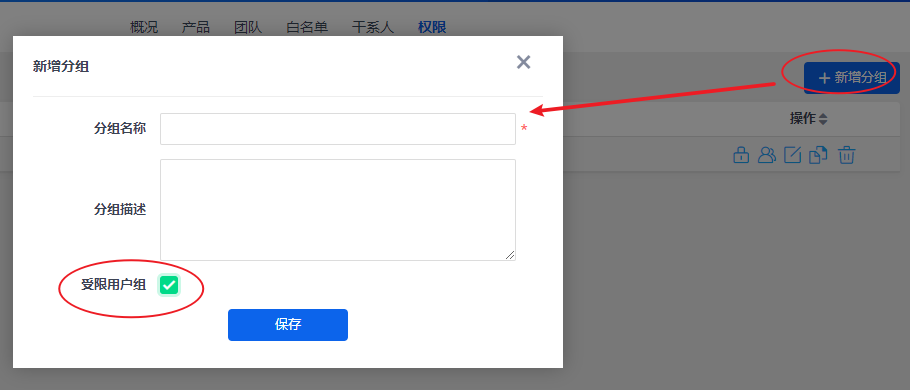 概况 产品 团队 白名单 干系人 权限
新增分组
+ 新增分组
分组名称 *
操作
分组描述
受限用户组
保存